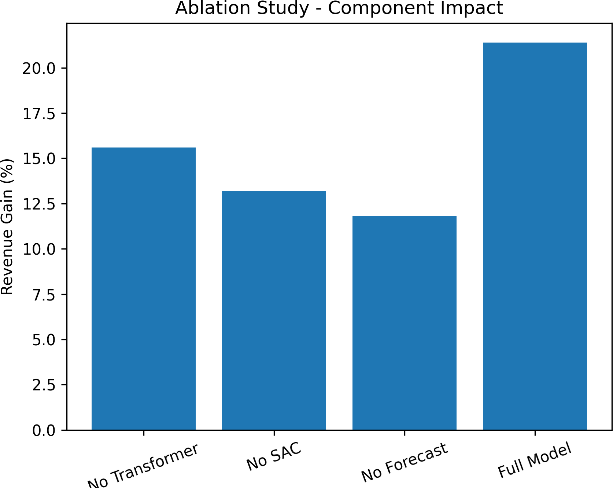 Ablation Study - Component Impact
Revenue Gain (%)
20.0
17.5
15.0
12.5
10.0
7.5
5.0
2.5
0.0
No Transformer
No SAC
No Forecast
Full Model